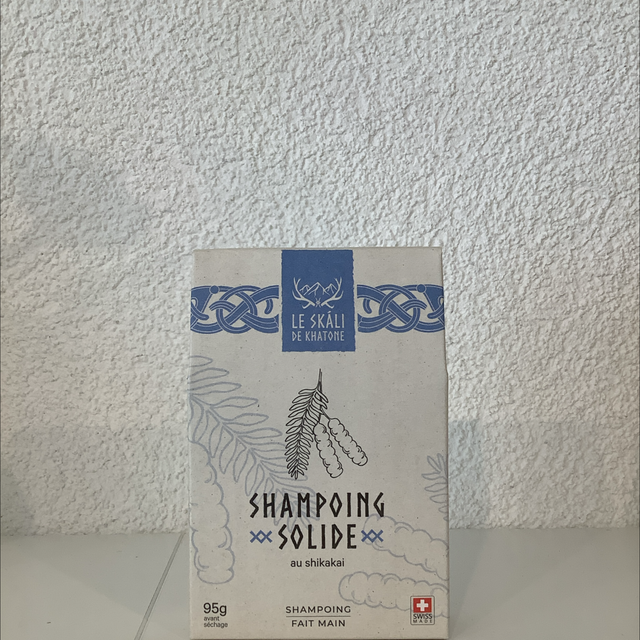 LE SKÁLI
DE KHATONE
SHAMPOING
SOLIDE
au shikakai
95g
avant
séchage
SHAMPOING
FAIT MAIN
SWISS
MADE